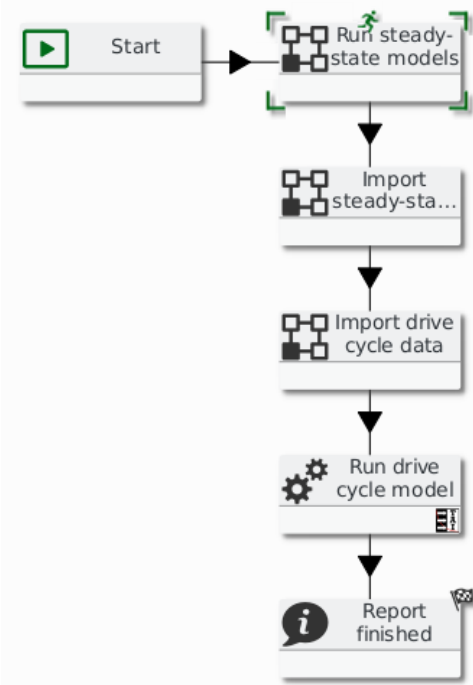 Start
Run steady-
state models
Import
steady-sta...
Import drive
cycle data
Run drive
cycle model
Report
finished